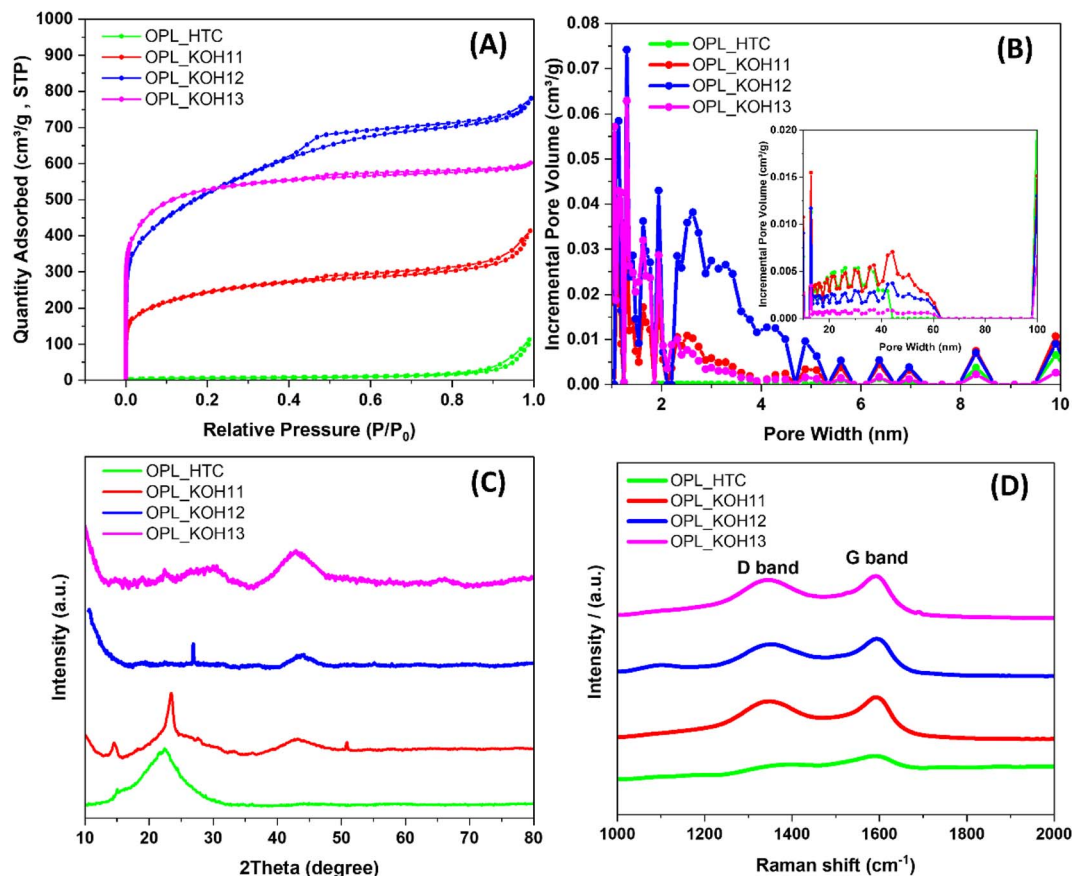 (A)
OPL_HTC
OPL_KOH11
OPL_KOH12
OPL_KOH13
Quantity Adsorbed (cm³/g , STP)
1000
900
800
700
600
500
400
300
200
100
0
0.0 0.2 0.4 0.6 0.8 1.0
Relative Pressure (P/P₀)
(B)
OPL_HTC
OPL_KOH11
OPL_KOH12
OPL_KOH13
Incremental Pore Volume (cm³/g)
0.08
0.07
0.06
0.05
0.04
0.03
0.02
0.01
0.00
2 4 6 8 10
Pore Width (nm)
Incremental Pore Volume (cm³/g)
0.020
0.015
0.010
0.005
0.000
20 40 60 80 100
Pore Width (nm)
(C)
OPL_HTC
OPL_KOH11
OPL_KOH12
OPL_KOH13
Intensity (a.u.)
10 20 30 40 50 60 70 80
2Theta (degree)
(D)
OPL_HTC
OPL_KOH11
OPL_KOH12
OPL_KOH13
D band
G band
Intensity / (a.u.)
1000 1200 1400 1600 1800 2000
Raman shift (cm⁻¹)